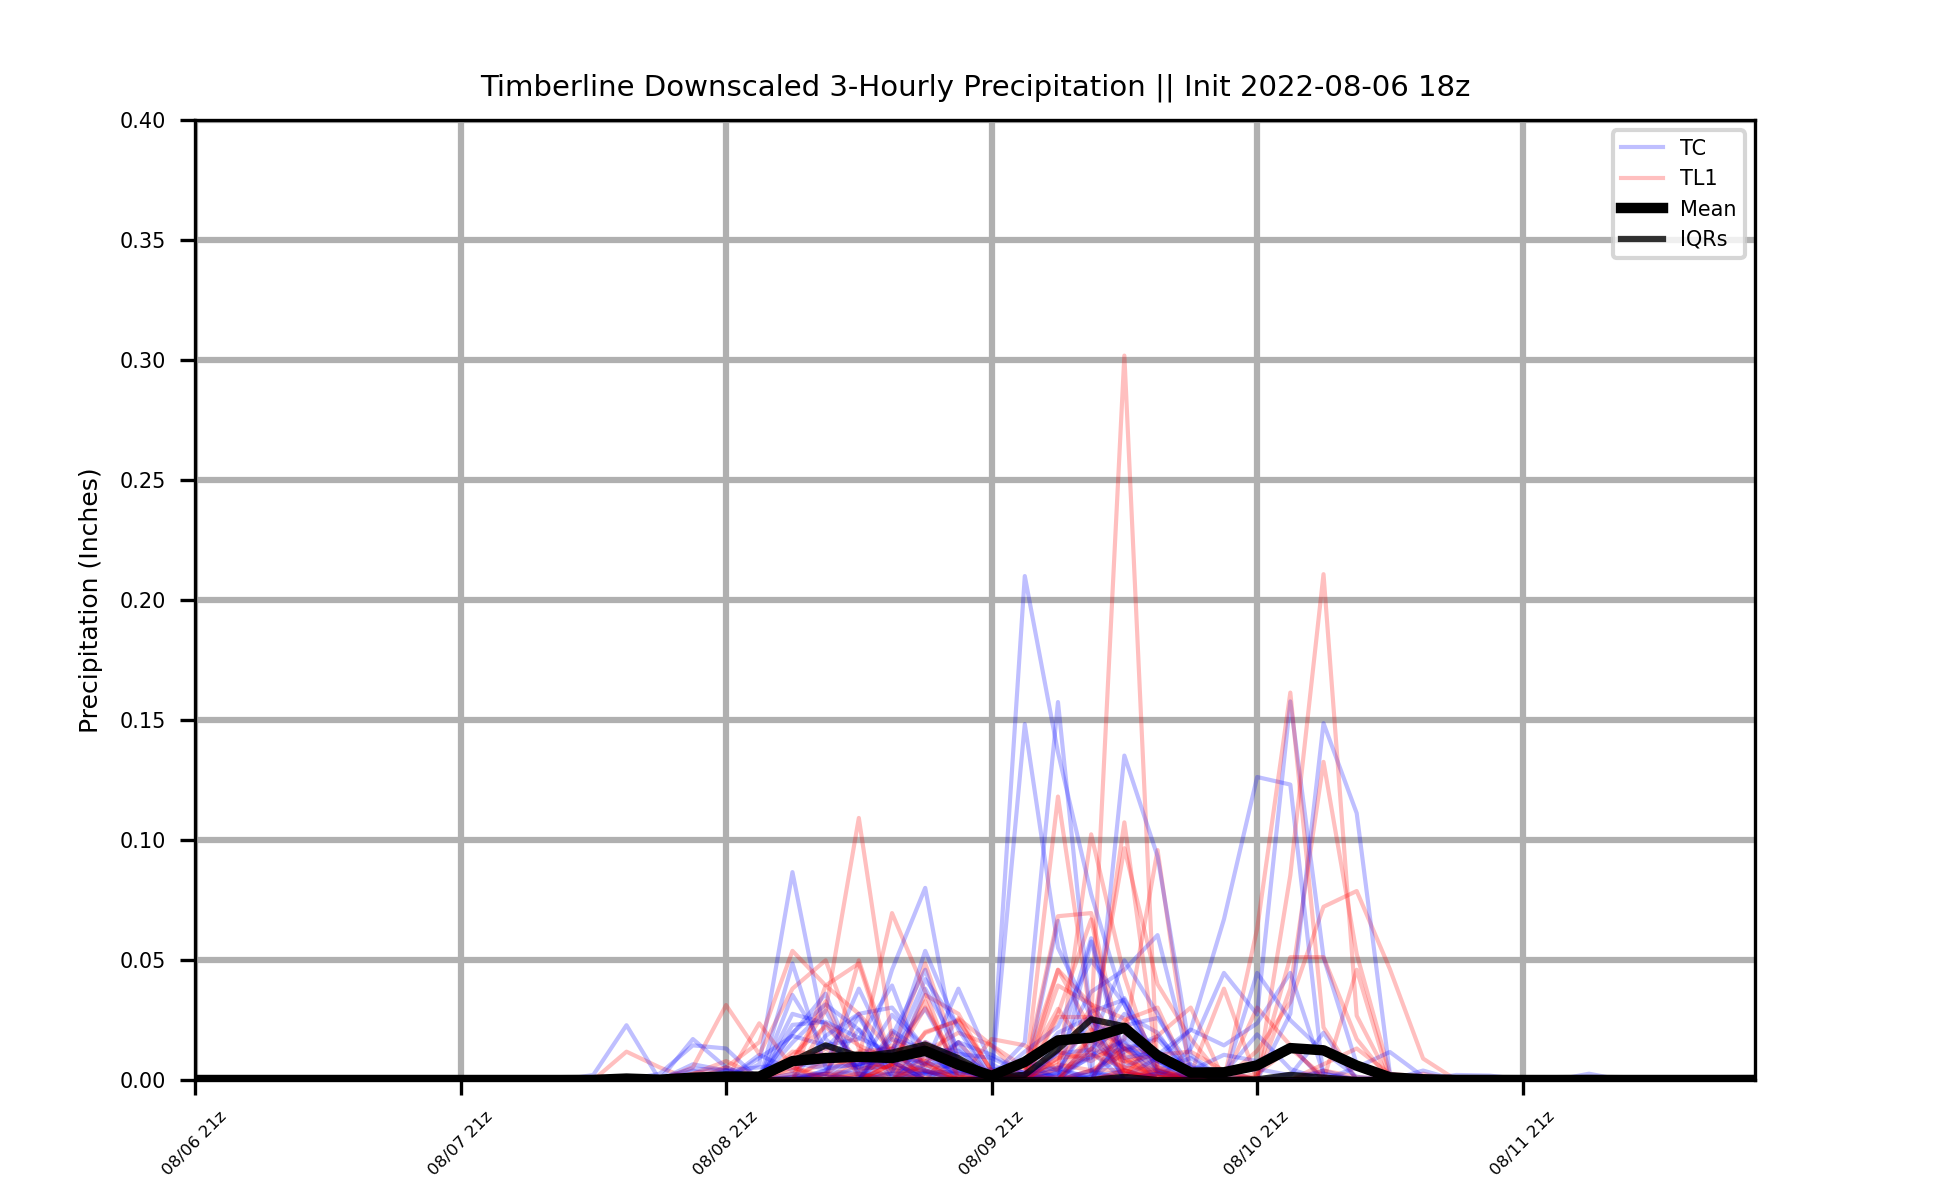 Timberline Downscaled 3-Hourly Precipitation || Init 2022-08-06 18z
TC
TL1
Mean
IQRs
Precipitation (Inches)
0.40
0.35
0.30
0.25
0.20
0.15
0.10
0.05
0.00
08/06 21z
08/07 21z
08/08 21z
08/09 21z
08/10 21z
08/11 21z